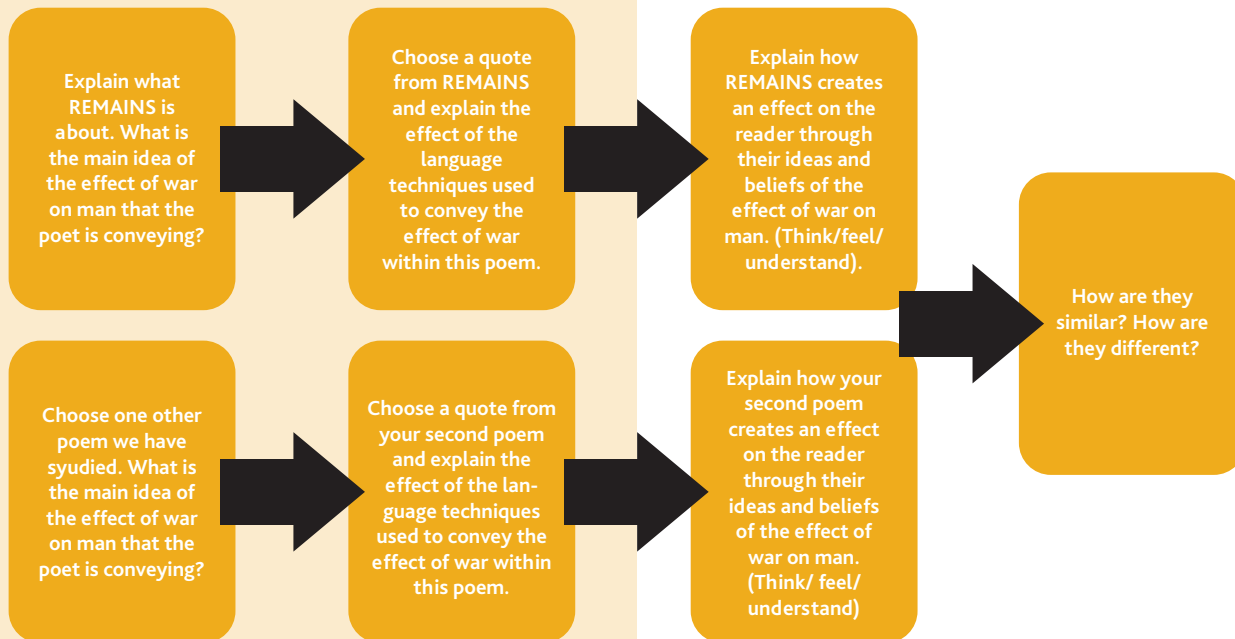 Explain what
REMAINS is
about. What is
the main idea of
the effect of war
on man that the
poet is conveying?
Choose a quote
from REMAINS
and explain the
effect of the
language
techniques used
to convey the
effect of war
within this poem.
Explain how
REMAINS creates
an effect on the
reader through
their ideas and
beliefs of the
effect of war on
man. (Think/feel/
understand).
How are they
similar? How are
they different?
Choose one other
poem we have
syudied. What is
the main idea of
the effect of war
on man that the
poet is conveying?
Choose a quote from
your second poem
and explain the
effect of the lan-
guage techniques
used to convey the
effect of war within
this poem.
Explain how your
second poem
creates an effect
on the reader
through their
ideas and beliefs
of the effect of
war on man.
(Think/ feel/
understand)